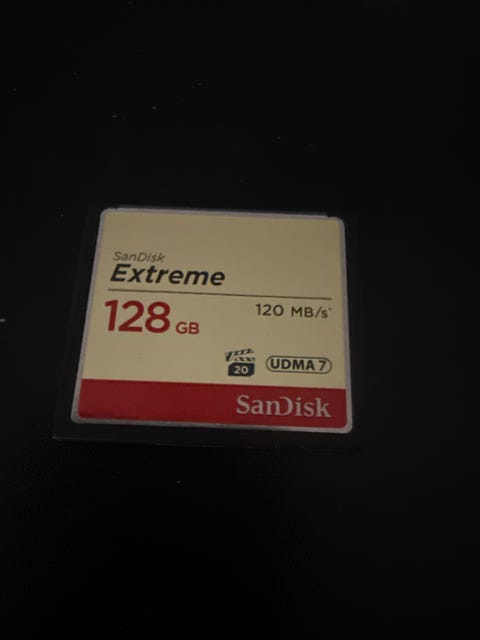 SanDisk
Extreme
128 GB
120 MB/s*
20
UDMA 7
SanDisk